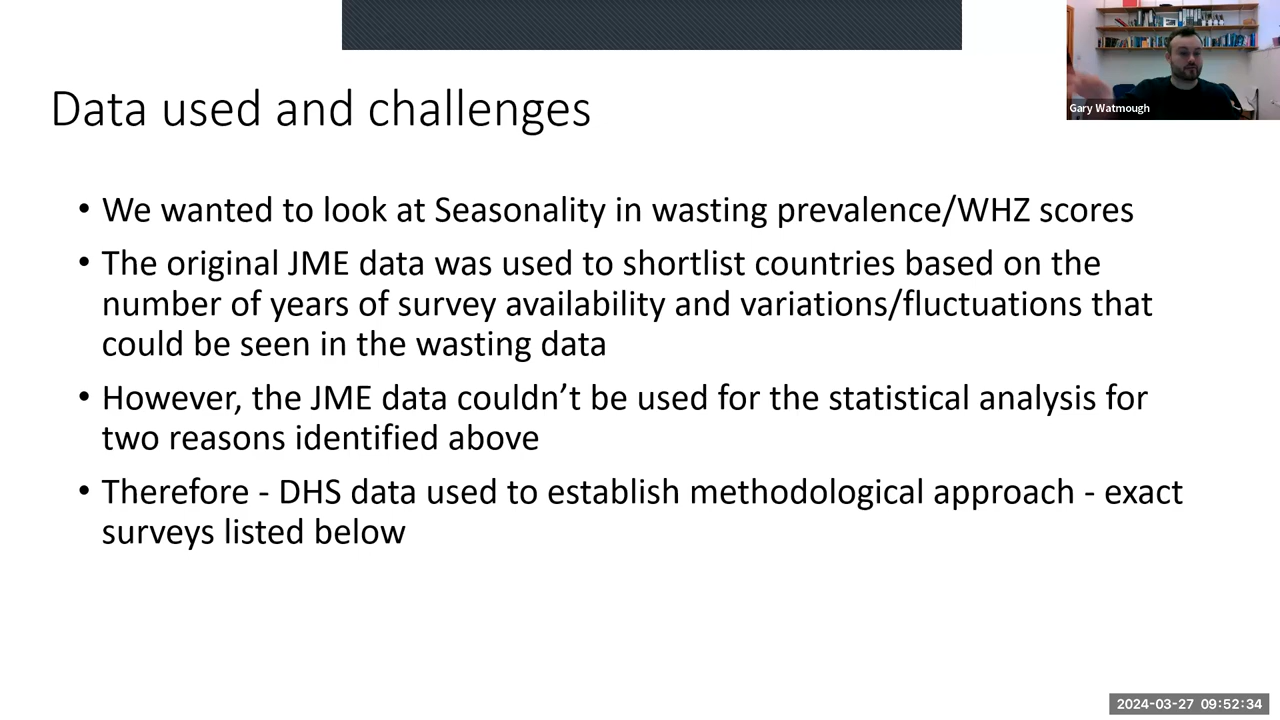 Gary Watmough
Data used and challenges
• We wanted to look at Seasonality in wasting prevalence/WHZ scores
• The original JME data was used to shortlist countries based on the
number of years of survey availability and variations/fluctuations that
could be seen in the wasting data
• However, the JME data couldn’t be used for the statistical analysis for
two reasons identified above
• Therefore - DHS data used to establish methodological approach - exact
surveys listed below
2024-03-27 09:52:34